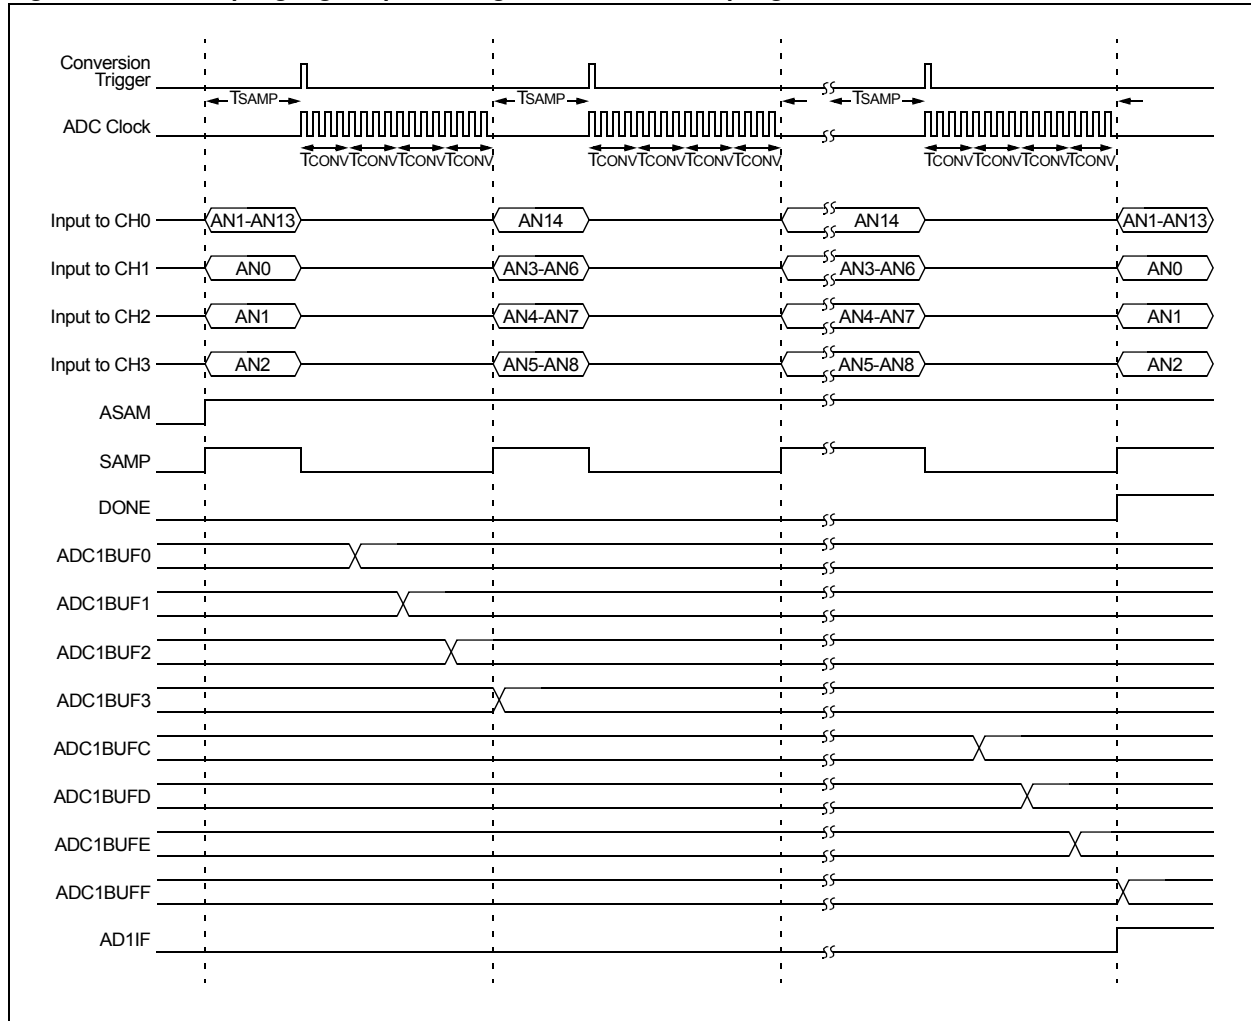 Conversion
Trigger
TSAMP TSAMP TSAMP
ADC Clock
TCONV TCONV TCONV TCONV TCONV TCONV TCONV TCONV TCONV TCONV TCONV TCONV
Input to CH0 AN1-AN13 AN14 AN14 AN1-AN13
Input to CH1 AN0 AN3-AN6 AN3-AN6 AN0
Input to CH2 AN1 AN4-AN7 AN4-AN7 AN1
Input to CH3 AN2 AN5-AN8 AN5-AN8 AN2
ASAM
SAMP
DONE
ADC1BUF0
ADC1BUF1
ADC1BUF2
ADC1BUF3
ADC1BUFC
ADC1BUFD
ADC1BUFE
ADC1BUFF
AD1IF